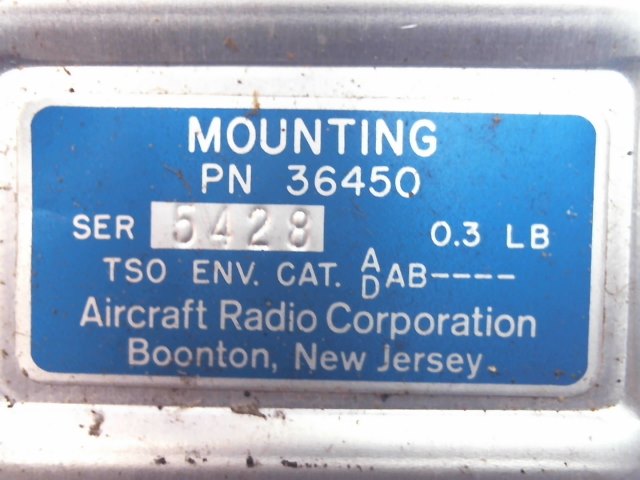 MOUNTING
PN 36450
SER 5428 0.3 LB
TSO ENV. CAT. A/D AB----
Aircraft Radio Corporation
Boonton, New Jersey